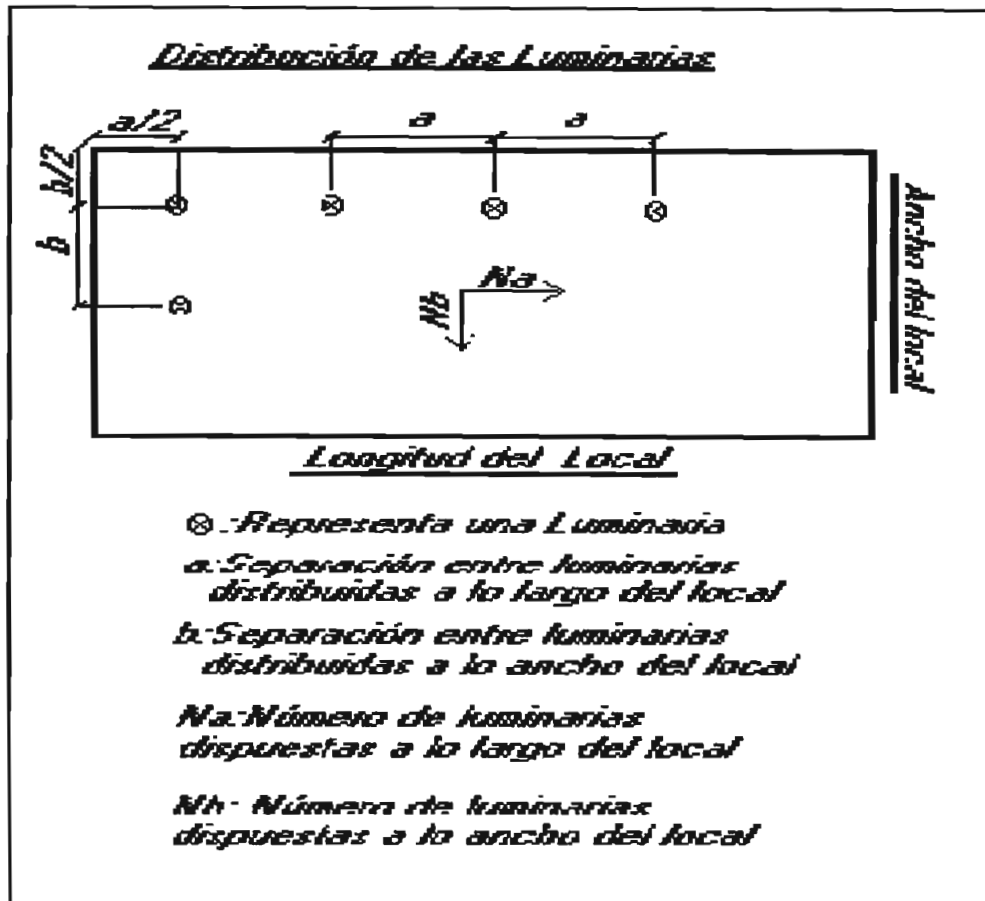 Distribución de las Luminarias
a/2
a
a
b/2
b
Na
Nb
Ancho del local
Longitud del Local
⊗.:Representa una Luminaria
a:Separación entre luminarias
distribuidas a lo largo del local
b:Separación entre luminarias
distribuidas a lo ancho del local
Na:Número de luminarias
dispuestas a lo largo del local
Nb- Número de luminarias
dispuestas a lo ancho del local